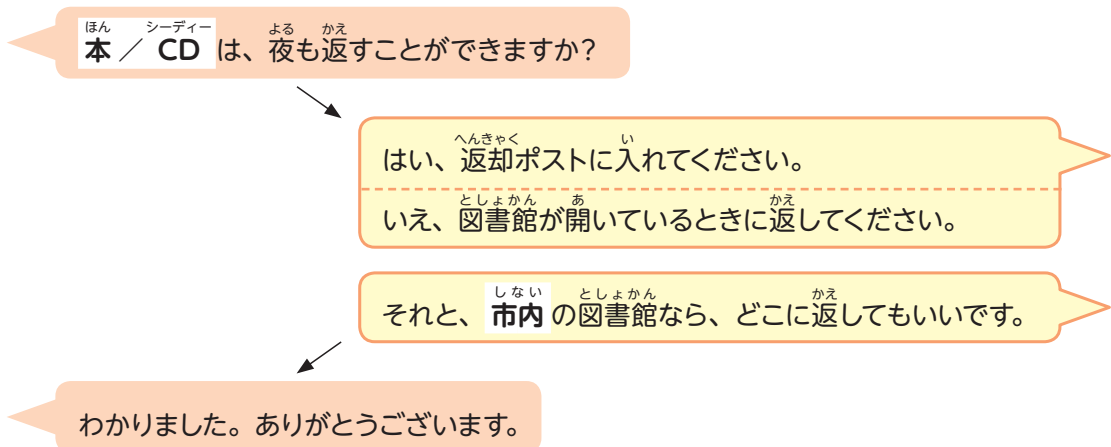 本／CDは、夜も返すことができますか？
はい、返却ポストに入れてください。
いえ、図書館が開いているときに返してください。
それと、市内の図書館なら、どこに返してもいいです。
わかりました。ありがとうございます。